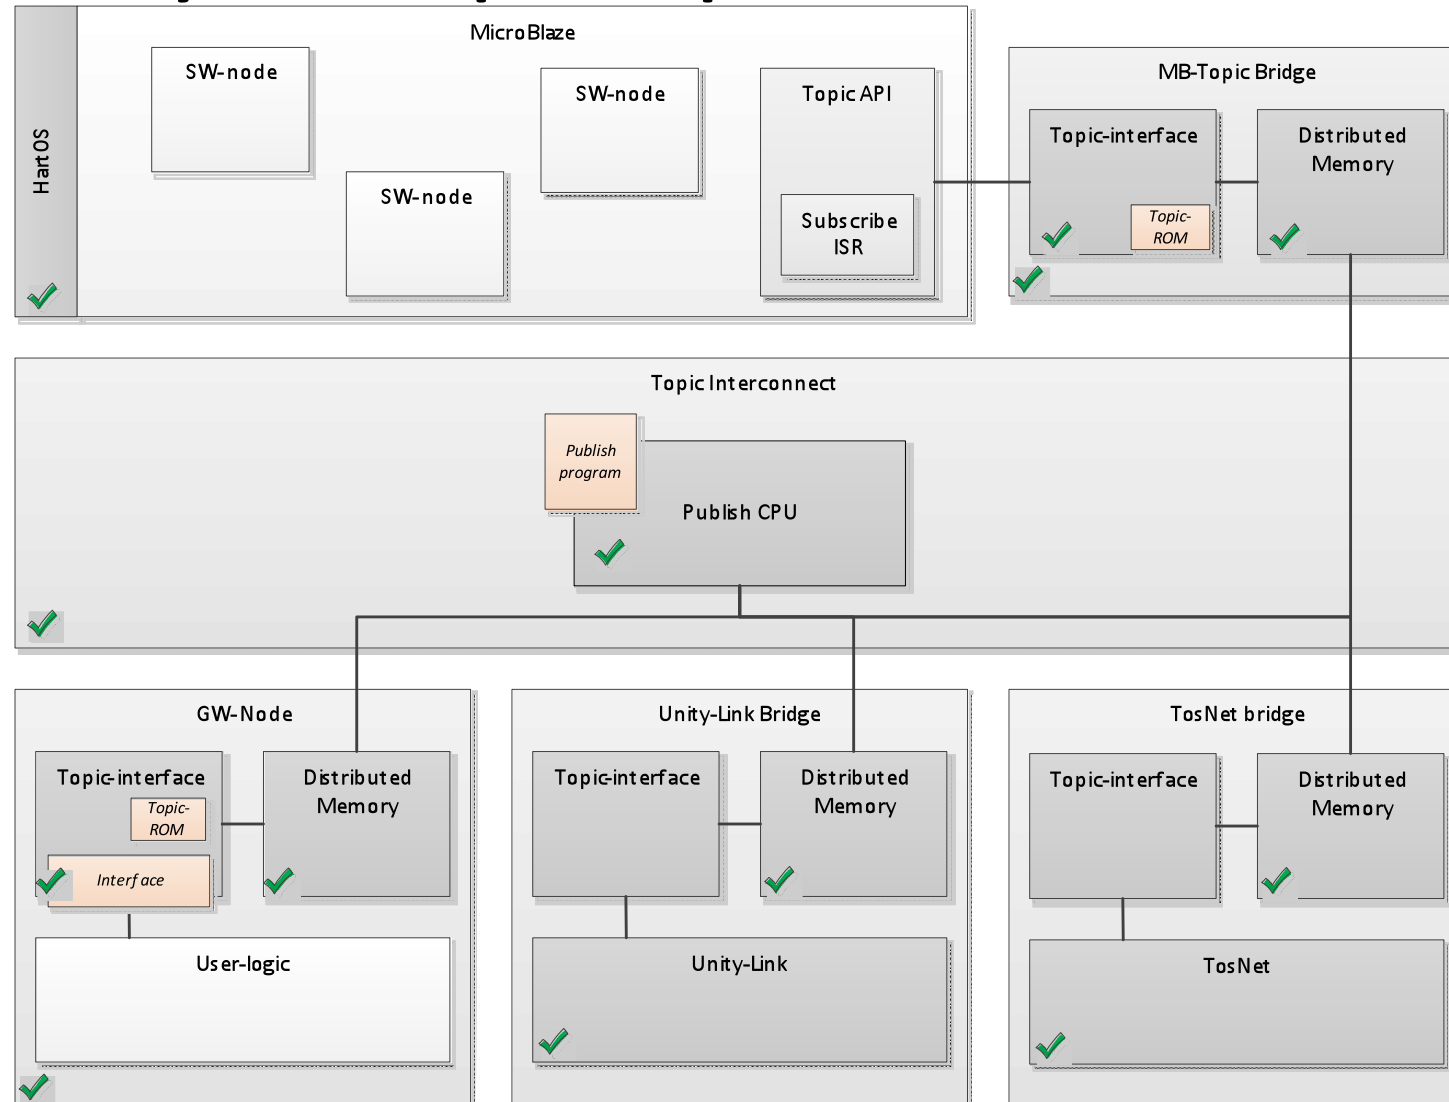 MicroBlaze
HartOS
SW-node
SW-node
SW-node
Topic API
Subscribe
ISR
MB-Topic Bridge
Topic-interface
Topic-
ROM
Distributed
Memory
Topic Interconnect
Publish
program
Publish CPU
GW-Node
Topic-interface
Topic-
ROM
Interface
Distributed
Memory
User-logic
Unity-Link Bridge
Topic-interface
Distributed
Memory
Unity-Link
TosNet bridge
Topic-interface
Distributed
Memory
TosNet